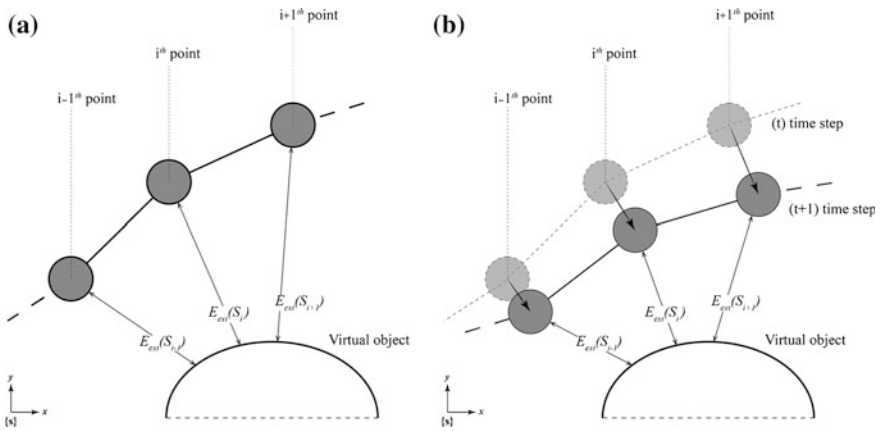 (a)
i+1th point
ith point
i–1th point
Eext(Si-1)
Eext(Si)
Eext(Si+1)
Virtual object
y
x
{s}
(b)
i+1th point
ith point
i–1th point
(t) time step
(t+1) time step
Eext(Si-1)
Eext(Si)
Eext(Si+1)
Virtual object
y
x
{s}